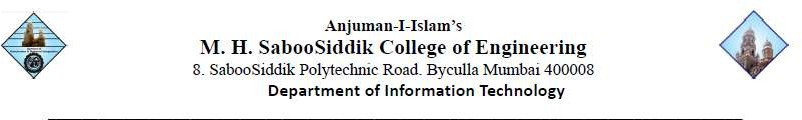 Anjuman-I-Islam's
M. H. SabooSiddik College of Engineering
8. SabooSiddik Polytechnic Road. Byculla Mumbai 400008
Department of Information Technology